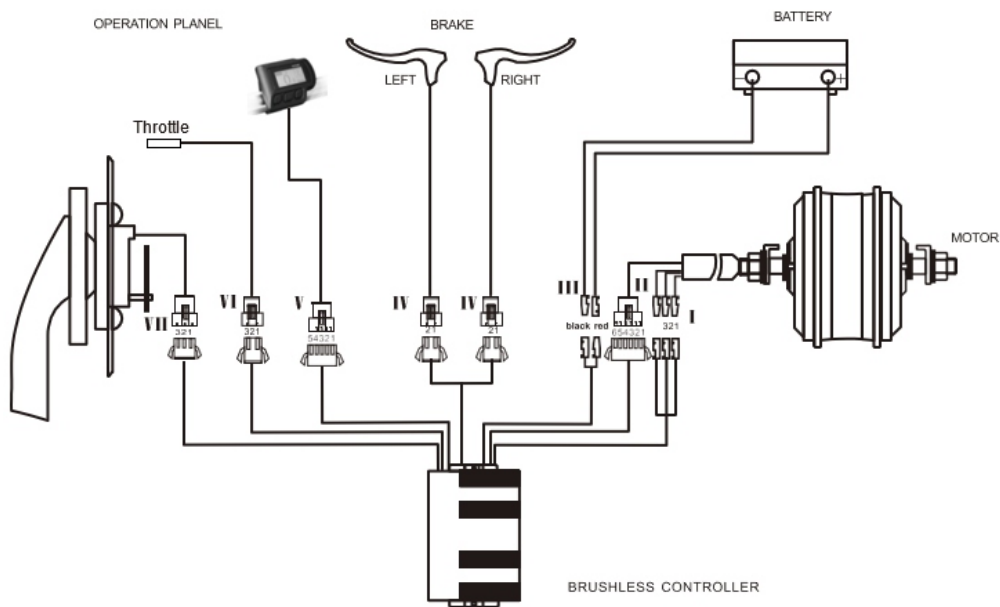 OPERATION PLANEL
BRAKE
BATTERY
LEFT
RIGHT
- +
Throttle
MOTOR
VII
VI
V
IV
IV
III
II
I
321
321
54321
21
21
black red
654321
321
BRUSHLESS CONTROLLER